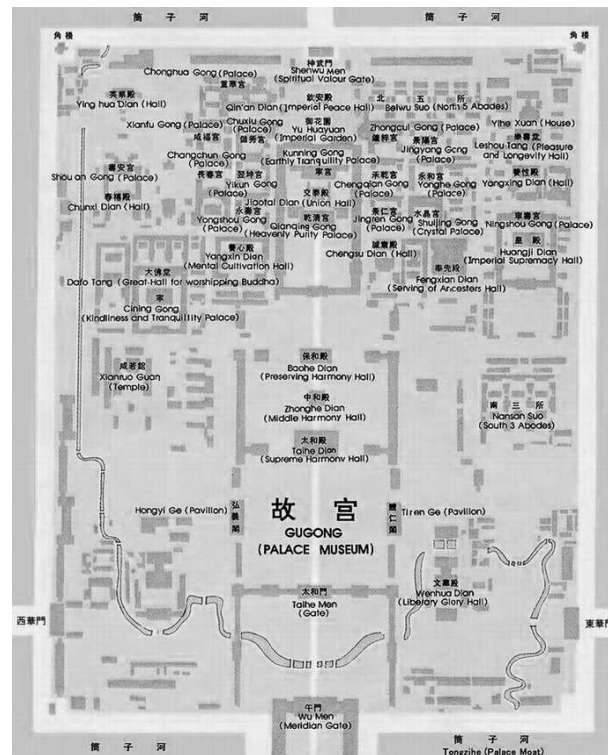 筒子河
筒子河
角楼
角楼
神武門
Shenwu Men
(Spiritual Valour Gate)
Chonghua Gong (Palace)
重華宮
英華殿
Ying hua Dian (Hall)
欽安殿
Qin'an Dian (Imperial Peace Hall)
北五所
Beiwu Suo (North 5 Abodes)
Yihe Xuan (House)
樂壽堂
Leshou Tang (Pleasure
and Longevity Hall)
Xianfu Gong (Palace)
咸福宮
Chuxiu Gong
(Palace)
儲秀宮
御花園
Yu Huayuan
(Imperial Garden)
Zhongcui Gong
(Palace)
鍾粹宮
景陽宮
Jingyang Gong
(Palace)
Kunning Gong
(Earthly Tranquility Palace)
寧宮
Changchun Gong
(Palace)
長春宮
翊坤宮
Yikun Gong
(Palace)
交泰殿
Jiaotai Dian (Union Hall)
承乾宮
Chengqian Gong
(Palace)
永和宮
Yonghe Gong
(Palace)
養性殿
Yangxing Dian (Hall)
壽安宮
Shou an Gong (Palace)
春禧殿
Chunxi Dian (Hall)
永壽宮
Yongshou Gong
(Palace)
乾清宮
Qianqing Gong
(Heavenly Purity Palace)
景仁宮
Jingren Gong
(Palace)
水晶宮
Shuijing Gong
(Crystal Palace)
寧壽宮
Ningshou Gong (Palace)
皇殿
Huangji Dian
(Imperial Supremacy Hall)
養心殿
Yangxin Dian
(Mental Cultivation Hall)
誠肅殿
Chengsu Dian (Hall)
奉先殿
Fengxian Dian
(Serving of Ancesters Hall)
大佛堂
Dafo Tang (Great Hall for worshipping Buddha)
寧
Cining Gong
(Kindliness and Tranquility Palace)
咸若館
Xianruo Guan
(Temple)
保和殿
Baohe Dian
(Preserving Harmony Hall)
中和殿
Zhonghe Dian
(Middle Harmony Hall)
太和殿
Taihe Dian
(Supreme Harmony Hall)
南三所
Nansan Suo
(South 3 Abodes)
Hongyi Ge (Pavilion)
弘義閣
故宮
GUGONG
(PALACE MUSEUM)
體仁閣
Tiren Ge (Pavilion)
太和門
Taihe Men
(Gate)
文華殿
Wenhua Dian
(Liberary Glory Hall)
西華門
東華門
午門
Wu Men
(Meridian Gate)
筒子河
筒子河
Tongzihe (Palace Moat)